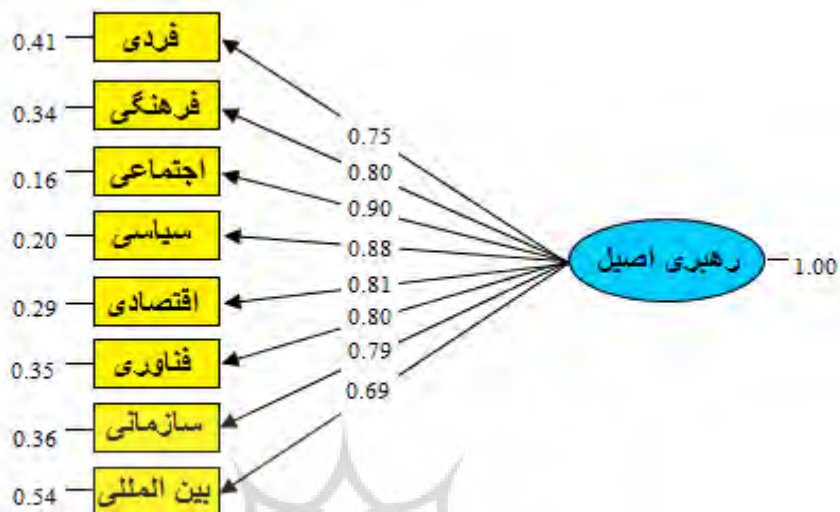 0.41
فردی
0.34
فرهنگی
0.16
اجتماعی
0.20
سیاسی
0.29
اقتصادی
0.35
فناوری
0.36
سازمانی
0.54
بین المللی
0.75
0.80
0.90
0.88
0.81
0.80
0.79
0.69
رهبری اصیل
1.00